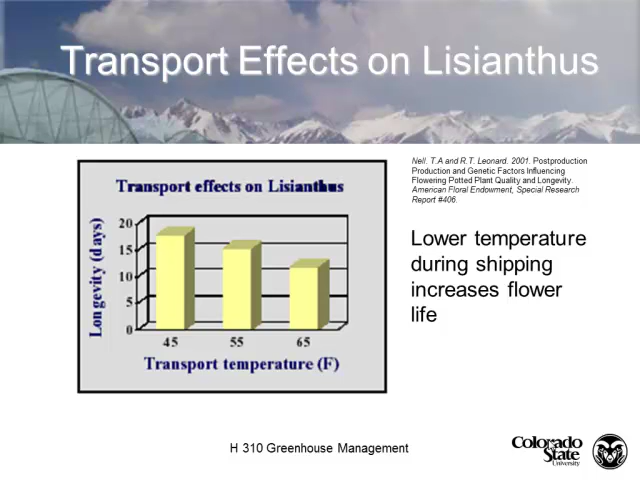 Transport Effects on Lisianthus
Nell. T.A and R.T. Leonard. 2001. Postproduction
Production and Genetic Factors Influencing
Flowering Potted Plant Quality and Longevity.
American Floral Endowment, Special Research
Report #406.
Transport effects on Lisianthus
Longevity (days)
20
15
10
5
0
45 55 65
Transport temperature (F)
Lower temperature
during shipping
increases flower
life
H 310 Greenhouse Management
Colorado
State
University